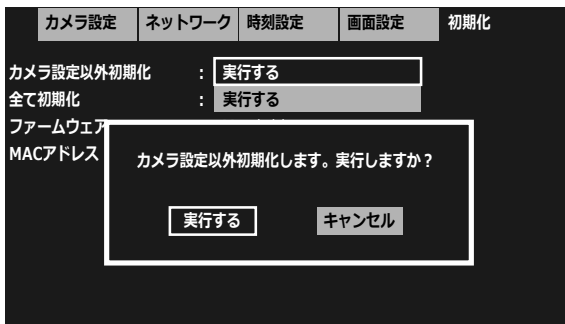 カメラ設定 ネットワーク 時刻設定 画面設定 初期化
カメラ設定以外初期化 : 実行する
全て初期化 : 実行する
ファームウェア
MACアドレス
カメラ設定以外初期化します。実行しますか？
実行する キャンセル